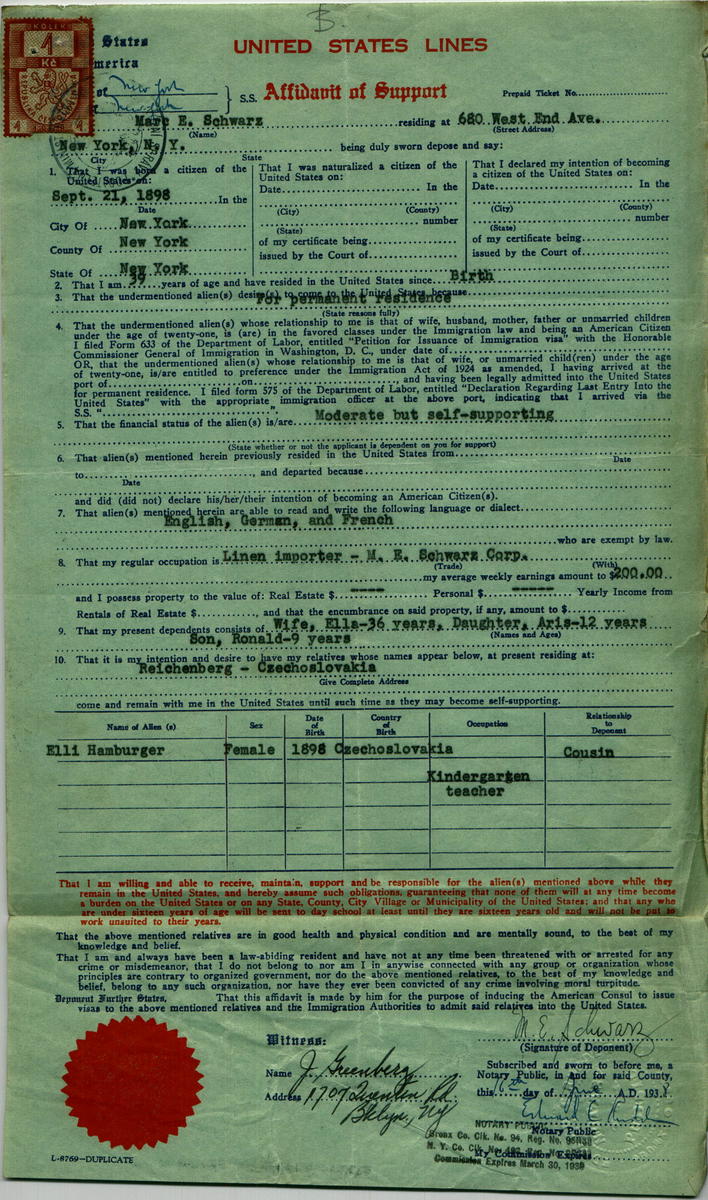 B.
KOLEK
1
Kč
States
UNITED STATES LINES
merica
New York
New York
} S.S. Affidavit of Support
Prepaid Ticket No.
Marc E. Schwarz residing at 680 West End Ave.
(Name) (Street Address)
New York, N. Y. being duly sworn depose and say:
City State
1. That I was born a citizen of the United States on:
Sept. 21, 1898 In the
Date
City Of New York
County Of New York
State Of New York
That I was naturalized a citizen of the United States on:
Date In the
(City) (County)
number
(State)
of my certificate being
issued by the Court of
That I declared my intention of becoming a citizen of the United States on:
Date In the
(City) (County)
number
(State)
of my certificate being
issued by the Court of
2. That I am 39 years of age and have resided in the United States since Birth
3. That the undermentioned alien(s) desire(s) to come to the United States because
For permanent residence
(State reasons fully)
4. That the undermentioned alien(s) whose relationship to me is that of wife, husband, mother, father or unmarried children
under the age of twenty-one, is (are) in the favored classes under the Immigration law and being an American Citizen
I filed Form 633 of the Department of Labor, entitled "Petition for Issuance of Immigration visa" with the Honorable
Commissioner General of Immigration in Washington, D. C., under date of
OR, that the undermentioned alien(s) whose relationship to me is that of wife, or unmarried child(ren) under the age
of twenty-one, is/are entitled to preference under the Immigration Act of 1924 as amended, I having arrived at the
port of on and having been legally admitted into the United States
for permanent residence. I filed form 575 of the Department of Labor, entitled "Declaration Regarding Last Entry Into the
United States" with the appropriate immigration officer at the above port, indicating that I arrived via the
S.S. " ".
5. That the financial status of the alien(s) is/are Moderate but self-supporting
(State whether or not the applicant is dependent on you for support)
6. That alien(s) mentioned herein previously resided in the United States from
Date
to , and departed because
Date
and did (did not) declare his/her/their intention of becoming an American Citizen(s).
7. That alien(s) mentioned herein are able to read and write the following language or dialect
English, German, and French
who are exempt by law.
8. That my regular occupation is Linen importer - M. E. Schwarz Corp.
(Trade) (With)
my average weekly earnings amount to $200.00
and I possess property to the value of: Real Estate $ ----- Personal $ ----- Yearly Income from
Rentals of Real Estate $ , and that the encumbrance on said property, if any, amount to $
9. That my present dependents consists of Wife, Ella-36 years, Daughter, Aris-12 years
Son, Ronald-9 years (Names and Ages)
10. That it is my intention and desire to have my relatives whose names appear below, at present residing at:
Reichenberg - Czechoslovakia
Give Complete Address
come and remain with me in the United States until such time as they may become self-supporting.
Name of Alien (s) Sex Date of Birth Country of Birth Occupation Relationship to Deponent
Elli Hamburger Female 1898 Czechoslovakia Cousin
Kindergarten
teacher
That I am willing and able to receive, maintain, support and be responsible for the alien(s) mentioned above while they
remain in the United States, and hereby assume such obligations, guaranteeing that none of them will at any time become
a burden on the United States or on any State, County, City Village or Municipality of the United States; and that any who
are under sixteen years of age will be sent to day school at least until they are sixteen years old and will not be put to
work unsuited to their years.
That the above mentioned relatives are in good health and physical condition and are mentally sound, to the best of my
knowledge and belief.
That I am and always have been a law-abiding resident and have not at any time been threatened with or arrested for any
crime or misdemeanor, that I do not belong to nor am I in anywise connected with any group or organization whose
principles are contrary to organized government, nor do the above mentioned relatives, to the best of my knowledge and
belief, belong to any such organization, nor have they ever been convicted of any crime involving moral turpitude.
Deponent Further States, That this affidavit is made by him for the purpose of inducing the American Consul to issue
visas to the above mentioned relatives and the Immigration Authorities to admit said relatives into the United States.
M. E. Schwarz
(Signature of Deponent)
Witness:
Name J. Greenberg
Address 1707 Quentin Rd
Bklyn, NY
Subscribed and sworn to before me, a
Notary Public, in and for said County,
this 16th day of June A.D. 1938
Edward E.
NOTARY PUBLIC
Notary Public
Bronx Co. Clk. No. 94, Reg. No.
N. Y. Co. Clk. No.
My Commission Expires
Commission Expires March 30, 1939
L-8769—DUPLICATE